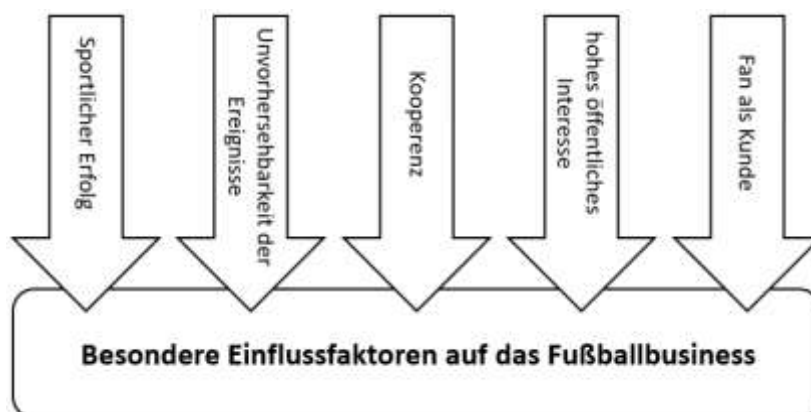 Sportlicher Erfolg
Unvorhersehbarkeit der
Ereignisse
Kooperenz
hohes öffentliches
Interesse
Fan als Kunde
Besondere Einflussfaktoren auf das Fußballbusiness